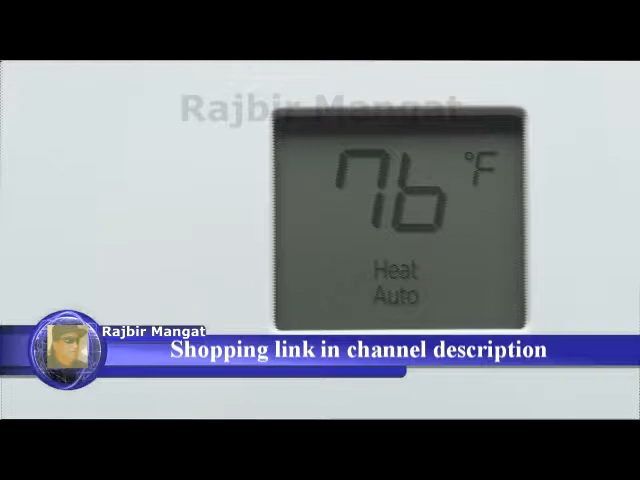 Rajbir Mangat
76 °F
Heat
Auto
Rajbir Mangat
Shopping link in channel description